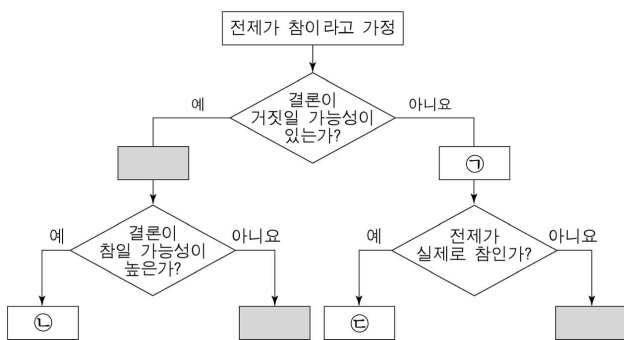 전제가 참이라고 가정
예
결론이
거짓일 가능성이
있는가?
아니요
㉠
예
결론이
참일 가능성이
높은가?
아니요
예
전제가
실제로 참인가?
아니요
㉡
㉢